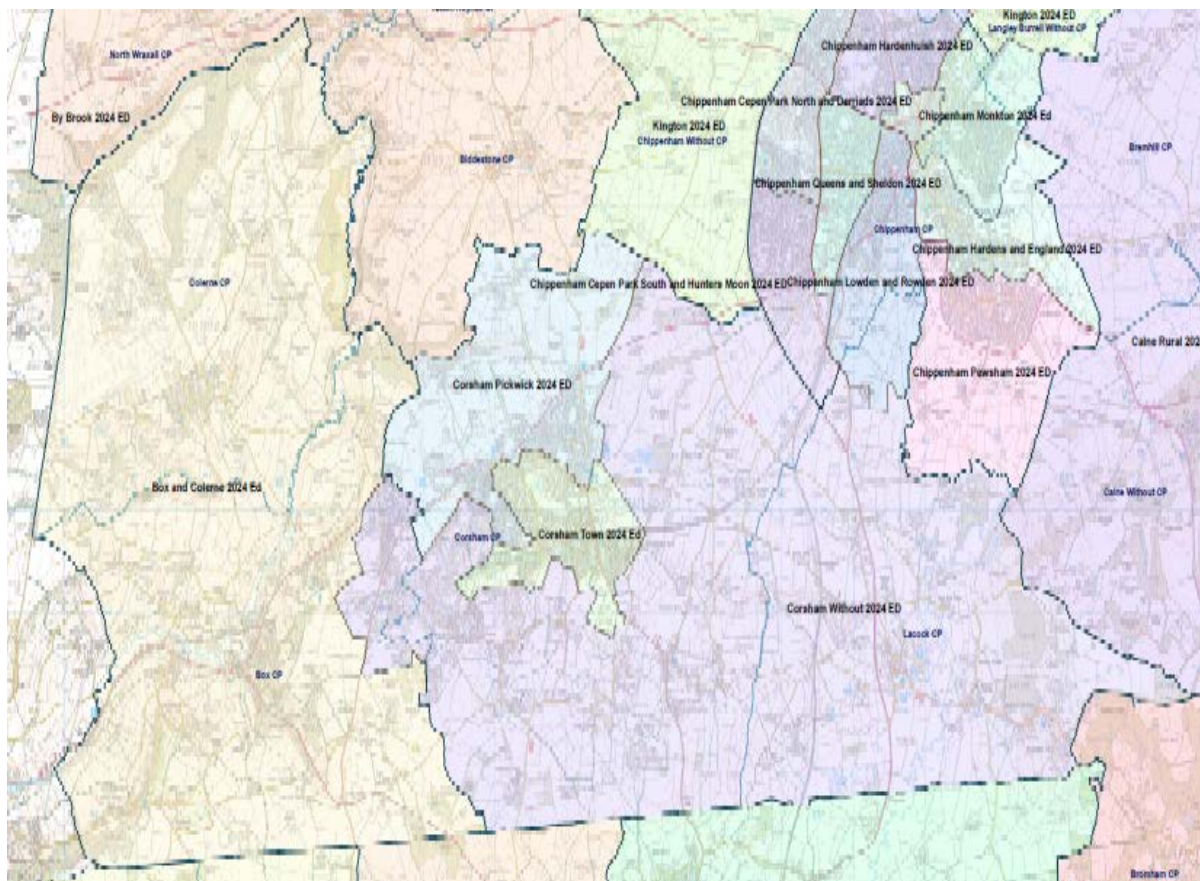 Kington 2024 ED
Langley Burrell Without CP
Chippenham Hardenhuish 2024 ED
North Wraxall CP
Chippenham Cepen Park North and Derriads 2024 ED
By Brook 2024 ED
Chippenham Monkton 2024 Ed
Kington 2024 ED
Chippenham Without CP
Bremhill CP
Biddestone CP
Chippenham Queens and Sheldon 2024 ED
Chippenham CP
Chippenham Hardens and England 2024 ED
Colerne CP
Chippenham Cepen Park South and Hunters Moon 2024 ED
Chippenham Lowden and Rowden 2024 ED
Calne Rural 202
Chippenham Pewsham 2024 ED
Corsham Pickwick 2024 ED
Box and Colerne 2024 Ed
Calne Without CP
Corsham CP
Corsham Town 2024 Ed
Corsham Without 2024 ED
Lacock CP
Box CP
Bromham CP